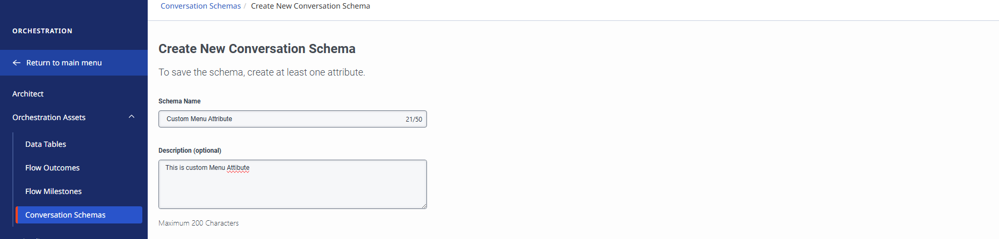 Conversation Schemas / Create New Conversation Schema
ORCHESTRATION
← Return to main menu
Architect
Orchestration Assets
Data Tables
Flow Outcomes
Flow Milestones
Conversation Schemas
Create New Conversation Schema
To save the schema, create at least one attribute.
Schema Name
Custom Menu Attribute 21/50
Description (optional)
This is custom Menu Attibute
Maximum 200 Characters